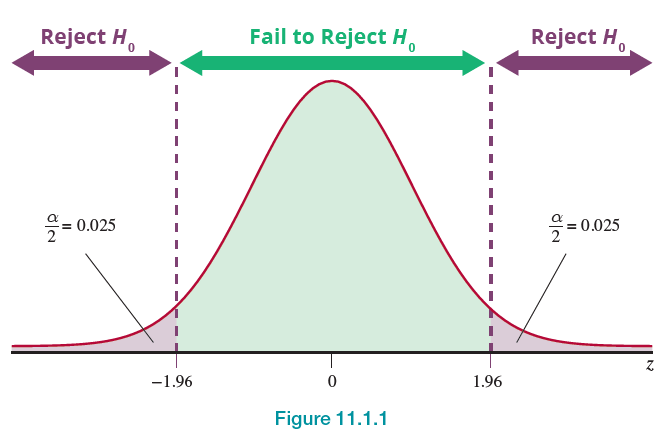 Reject H₀ Fail to Reject H₀ Reject H₀
α/2 = 0.025 α/2 = 0.025
−1.96 0 1.96 z
Figure 11.1.1